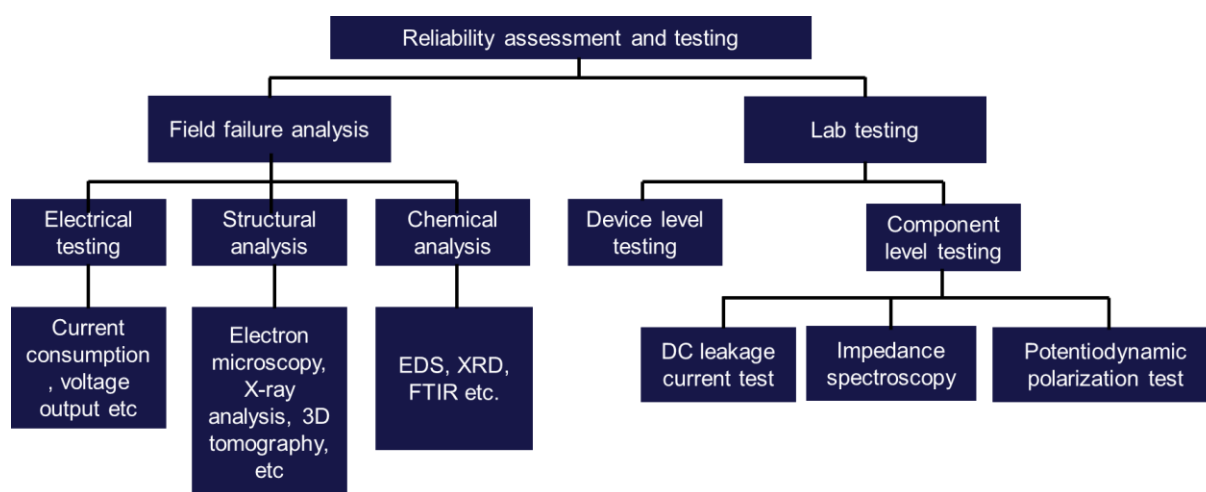 Reliability assessment and testing
Field failure analysis
Lab testing
Electrical
testing
Structural
analysis
Chemical
analysis
Device level
testing
Component
level testing
Current
consumption
, voltage
output etc
Electron
microscopy,
X-ray
analysis, 3D
tomography,
etc
EDS, XRD,
FTIR etc.
DC leakage
current test
Impedance
spectroscopy
Potentiodynamic
polarization test